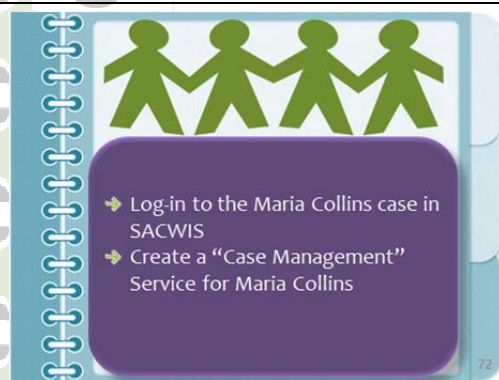 Log-in to the Maria Collins case in
SACWIS
Create a “Case Management”
Service for Maria Collins
72